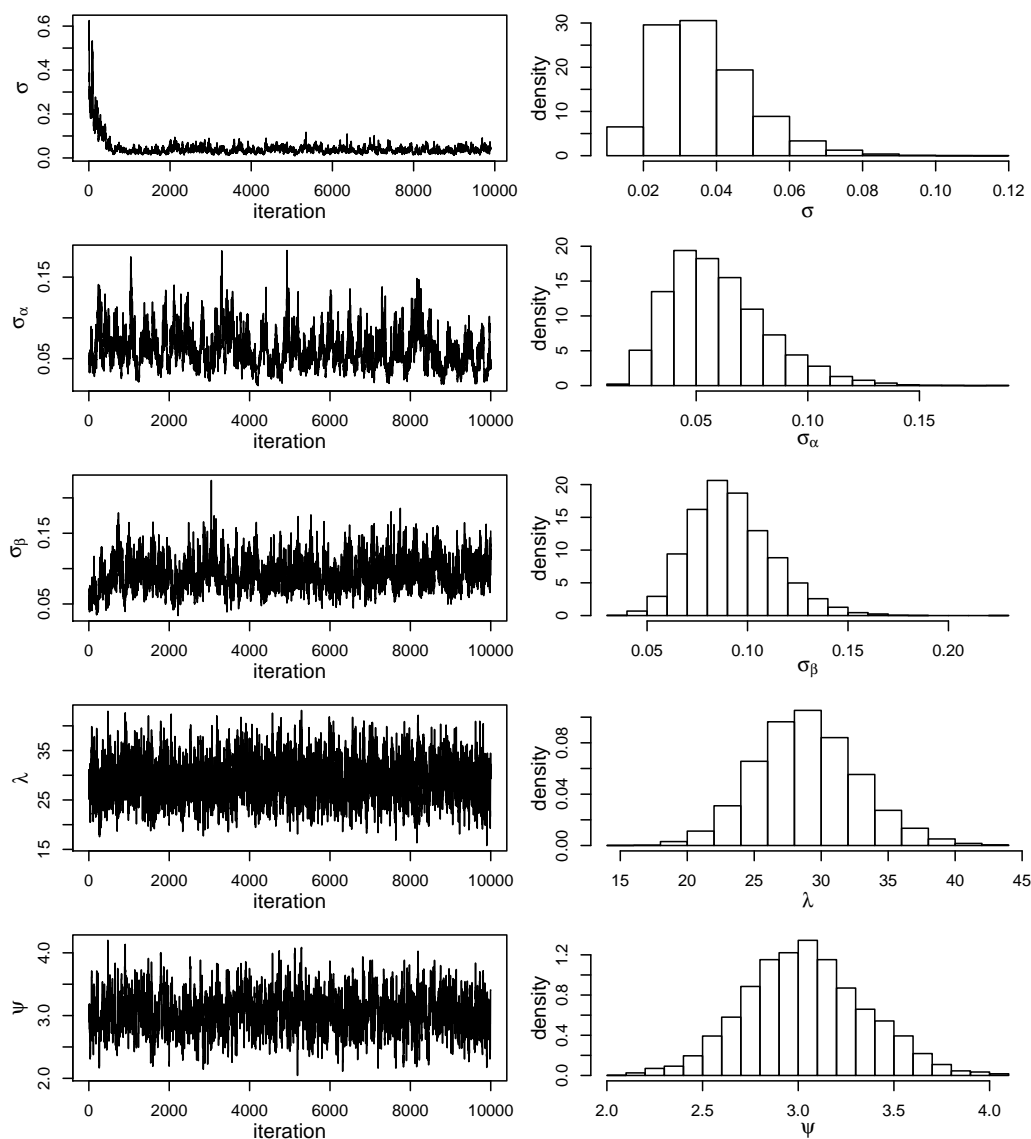 σ
0.0 0.2 0.4 0.6
0 2000 4000 6000 8000 10000
iteration
density
0 5 10 20 30
0.02 0.04 0.06 0.08 0.10 0.12
σ
σα
0.05 0.15
0 2000 4000 6000 8000 10000
iteration
density
0 5 10 15 20
0.05 0.10 0.15
σα
σβ
0.05 0.15
0 2000 4000 6000 8000 10000
iteration
density
0 5 10 15 20
0.05 0.10 0.15 0.20
σβ
λ
15 25 35
0 2000 4000 6000 8000 10000
iteration
density
0.00 0.04 0.08
15 20 25 30 35 40 45
λ
ψ
2.0 3.0 4.0
0 2000 4000 6000 8000 10000
iteration
density
0.0 0.4 0.8 1.2
2.0 2.5 3.0 3.5 4.0
ψ